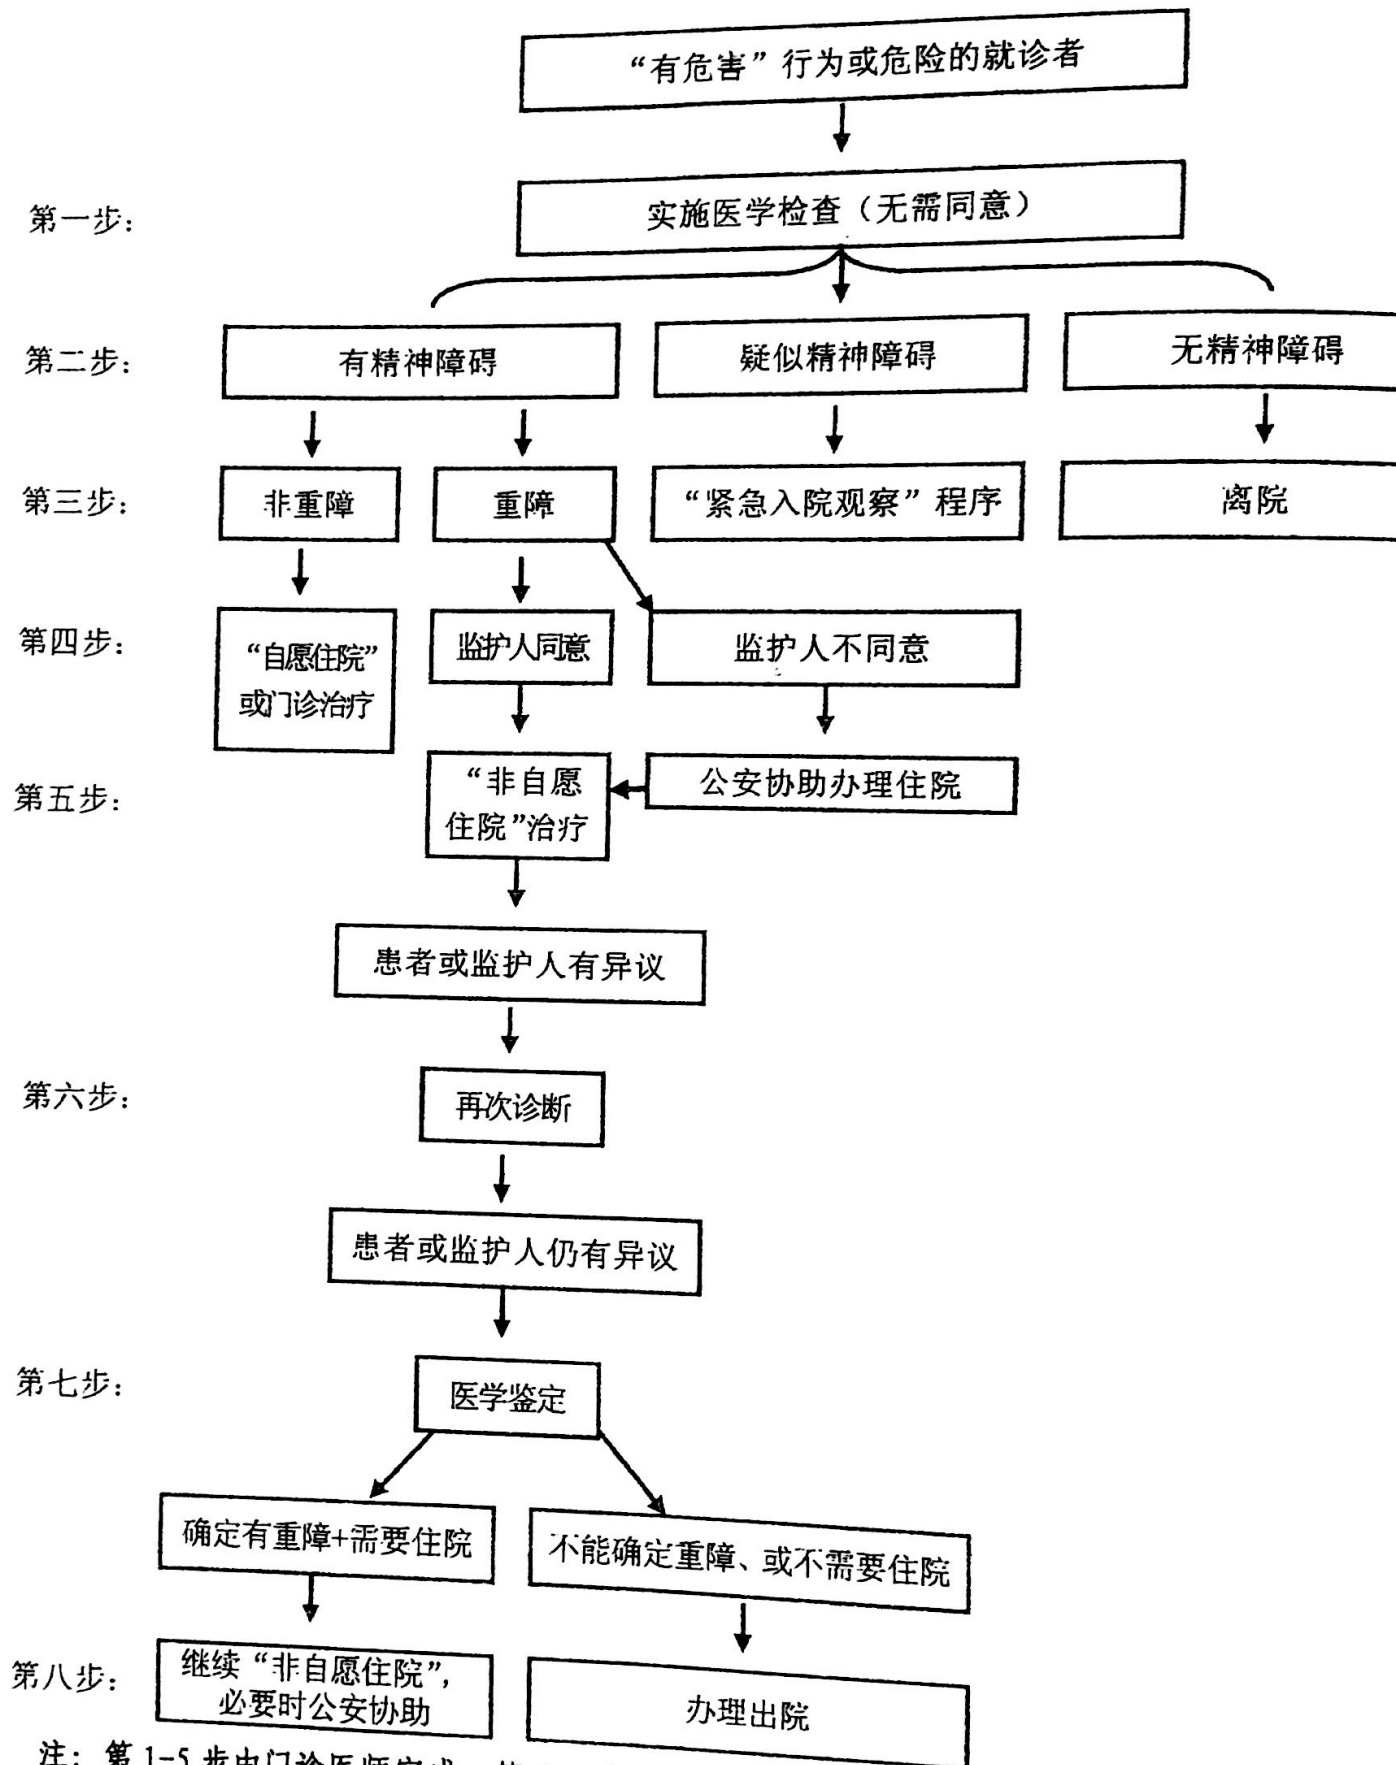 “有危害”行为或危险的就诊者
第一步：
实施医学检查（无需同意）
第二步：
有精神障碍
疑似精神障碍
无精神障碍
第三步：
非重障
重障
“紧急入院观察”程序
离院
第四步：
“自愿住院”
或门诊治疗
监护人同意
监护人不同意
第五步：
“非自愿
住院”治疗
公安协助办理住院
患者或监护人有异议
第六步：
再次诊断
患者或监护人仍有异议
第七步：
医学鉴定
确定有重障+需要住院
不能确定重障、或不需要住院
第八步：
继续“非自愿住院”，
必要时公安协助
办理出院
注：第 1-5 步由门诊医师完成